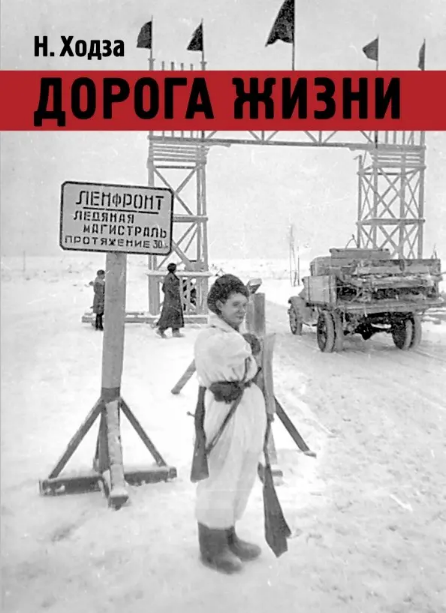 Н. Ходза
ДОРОГА ЖИЗНИ
ЛЕНФРОНТ
ЛЕДЯНАЯ
МАГИСТРАЛЬ
ПРОТЯЖЕНИЕ 30